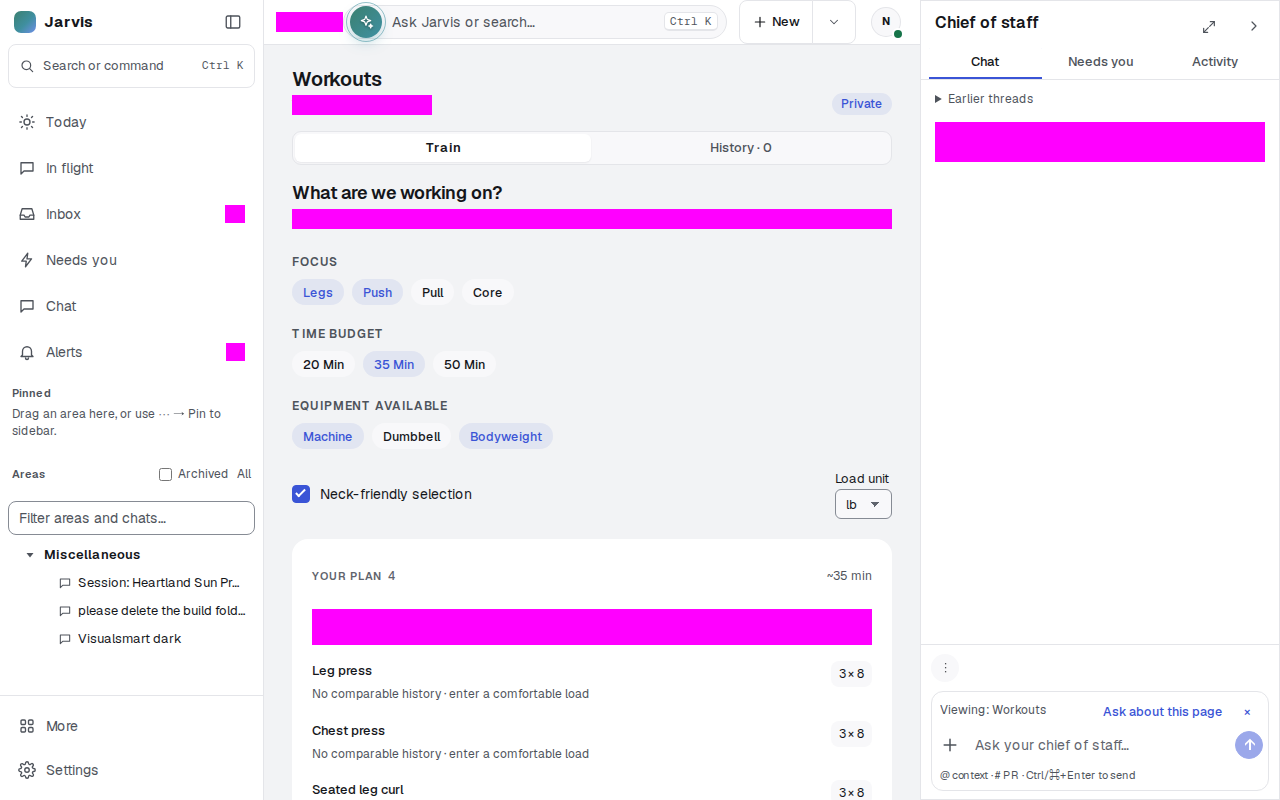 Jarvis
Search or command
Ctrl K
Today
In flight
Inbox
Needs you
Chat
Alerts
Pinned
Drag an area here, or use ··· → Pin to
sidebar.
Areas
Archived
All
Filter areas and chats…
Miscellaneous
Session: Heartland Sun Pr…
please delete the build fold…
Visualsmart dark
More
Settings
Ask Jarvis or search…
Ctrl K
New
N
Workouts
Private
Train
History · 0
What are we working on?
FOCUS
Legs
Push
Pull
Core
TIME BUDGET
20 Min
35 Min
50 Min
EQUIPMENT AVAILABLE
Machine
Dumbbell
Bodyweight
Neck-friendly selection
Load unit
lb
YOUR PLAN 4
~35 min
Leg press
3 × 8
No comparable history · enter a comfortable load
Chest press
3 × 8
No comparable history · enter a comfortable load
Seated leg curl
3 × 8
Chief of staff
Chat
Needs you
Activity
Earlier threads
Viewing: Workouts
Ask about this page
×
Ask your chief of staff…
@ context · # PR · Ctrl/⌘+Enter to send